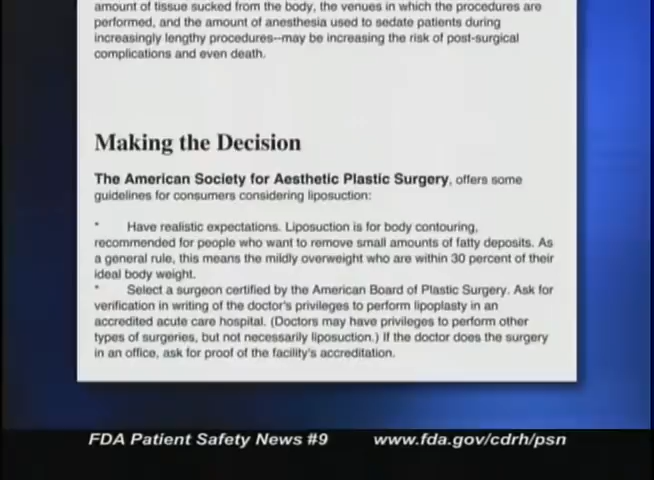 amount of tissue sucked from the body, the venues in which the procedures are
performed, and the amount of anesthesia used to sedate patients during
increasingly lengthy procedures--may be increasing the risk of post-surgical
complications and even death.
Making the Decision
The American Society for Aesthetic Plastic Surgery, offers some
guidelines for consumers considering liposuction:
* Have realistic expectations. Liposuction is for body contouring,
recommended for people who want to remove small amounts of fatty deposits. As
a general rule, this means the mildly overweight who are within 30 percent of their
ideal body weight.
* Select a surgeon certified by the American Board of Plastic Surgery. Ask for
verification in writing of the doctor's privileges to perform lipoplasty in an
accredited acute care hospital. (Doctors may have privileges to perform other
types of surgeries, but not necessarily liposuction.) If the doctor does the surgery
in an office, ask for proof of the facility's accreditation.
FDA Patient Safety News #9 www.fda.gov/cdrh/psn